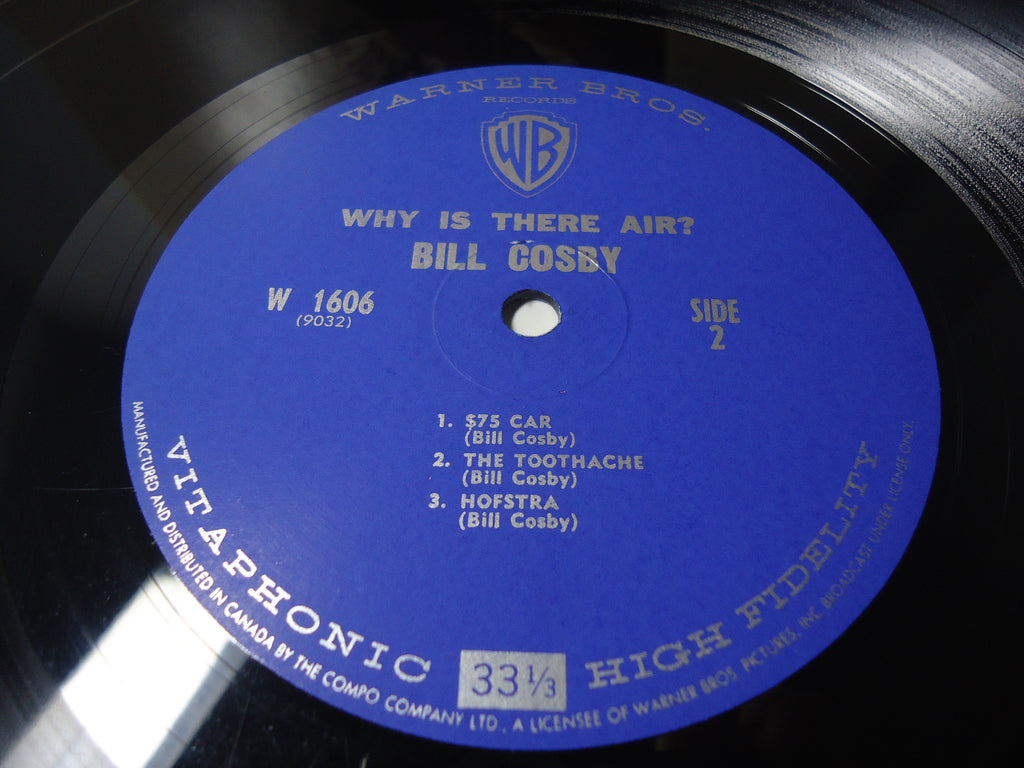 WARNER BROS.
RECORDS
WB
WHY IS THERE AIR?
BILL COSBY
W 1606
(9032)
SIDE
2
1. $75 CAR
(Bill Cosby)
2. THE TOOTHACHE
(Bill Cosby)
3. HOFSTRA
(Bill Cosby)
VITAPHONIC
33 1/3
HIGH FIDELITY
MANUFACTURED AND DISTRIBUTED IN CANADA BY THE COMPO COMPANY LTD., A LICENSEE OF WARNER BROS. PICTURES, INC. BROADCAST UNDER LICENSE ONLY.